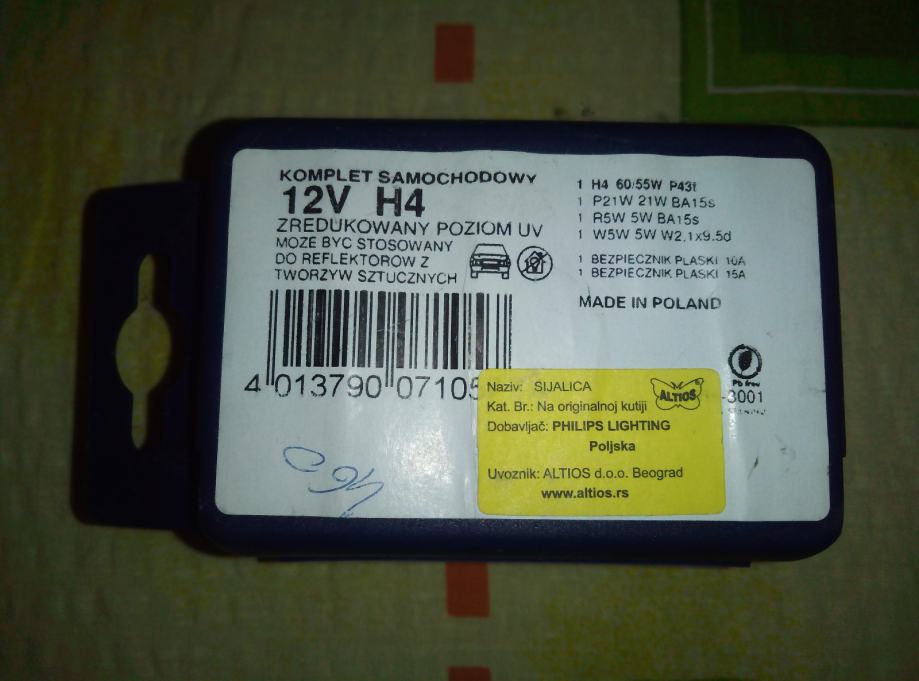 KOMPLET SAMOCHODOWY
12V H4
ZREDUKOWANY POZIOM UV
MOZE BYC STOSOWANY
DO REFLEKTOROW Z
TWORZYW SZTUCZNYCH
1 H4 60/55W P43t
1 P21W 21W BA15s
1 R5W 5W BA15s
1 W5W 5W W2.1x9.5d
1 BEZPIECZNIK PLASKI 10A
1 BEZPIECZNIK PLASKI 15A
MADE IN POLAND
4 013790 07105
Pb free
-3001
Naziv: SIJALICA
ALTIOS
Kat. Br.: Na originalnoj kutiji
Dobavljač: PHILIPS LIGHTING
Poljska
Uvoznik: ALTIOS d.o.o. Beograd
www.altios.rs